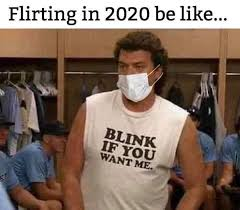 Flirting in 2020 be like...
BLINK
IF YOU
WANT ME.